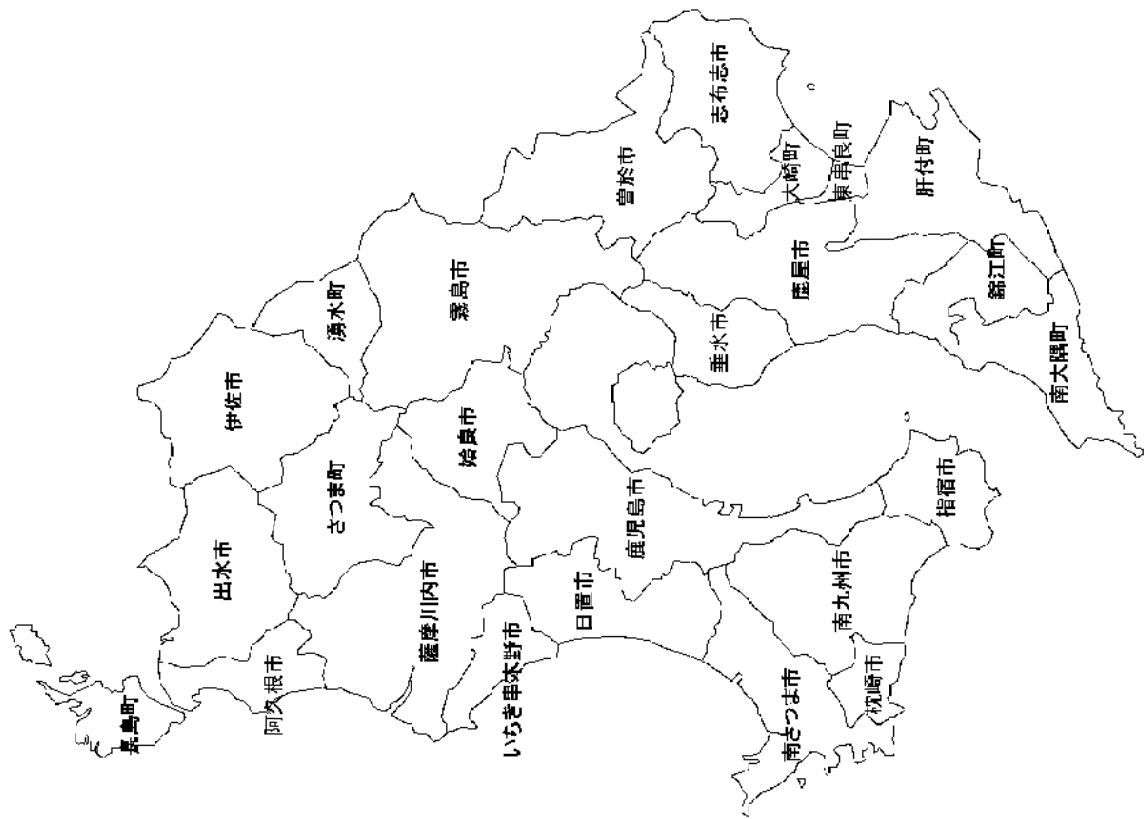 長島町
阿久根市
出水市
伊佐市
湧水町
さつま町
薩摩川内市
姶良市
霧島市
いちき串木野市
日置市
鹿児島市
曽於市
志布志市
大崎町
東串良町
垂水市
鹿屋市
肝付町
錦江町
南大隅町
南さつま市
枕崎市
南九州市
指宿市